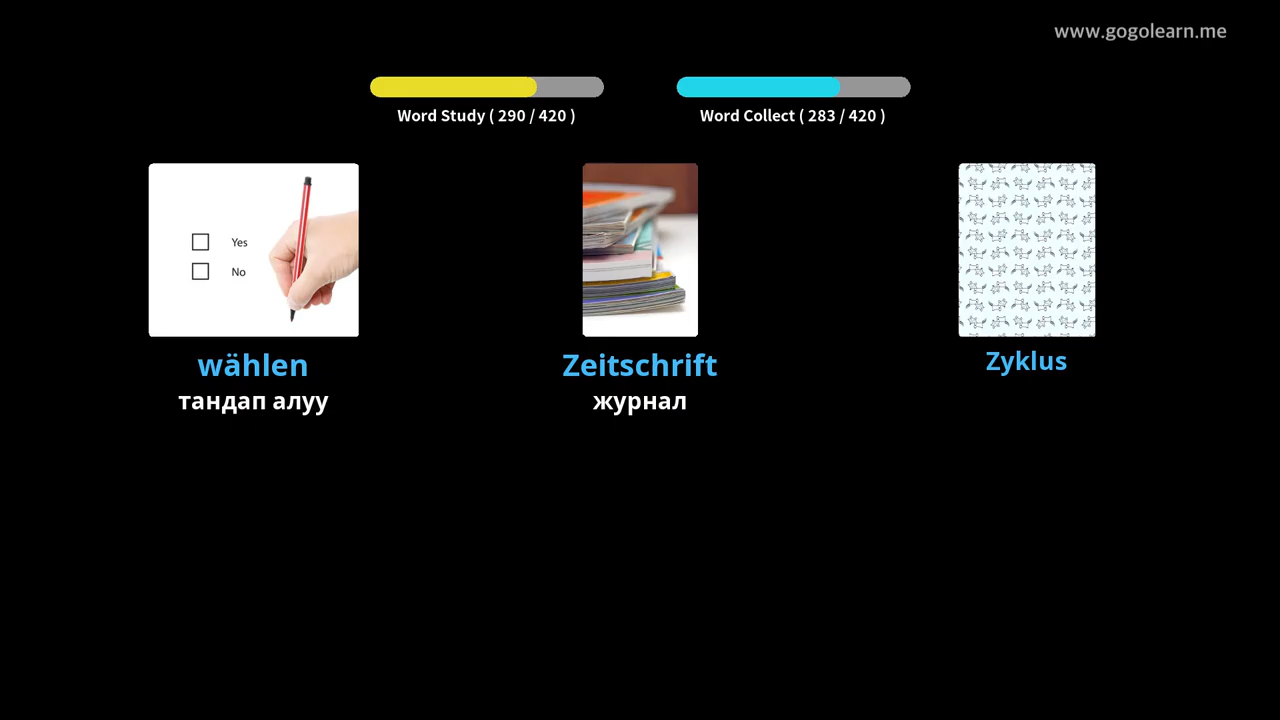 www.gogolearn.me
Word Study ( 290 / 420 )
Word Collect ( 283 / 420 )
Yes
No
wählen
тандап алуу
Zeitschrift
журнал
Zyklus